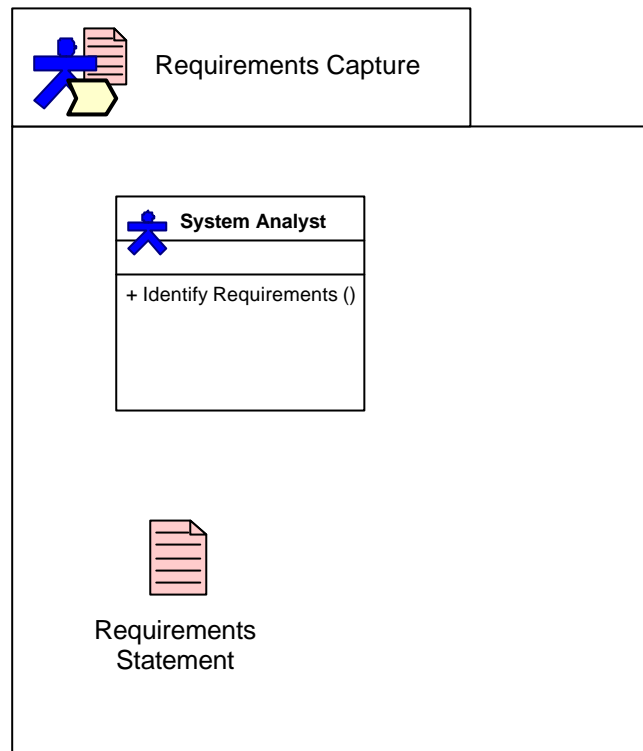 Requirements Capture
System Analyst
+ Identify Requirements ()
Requirements
Statement